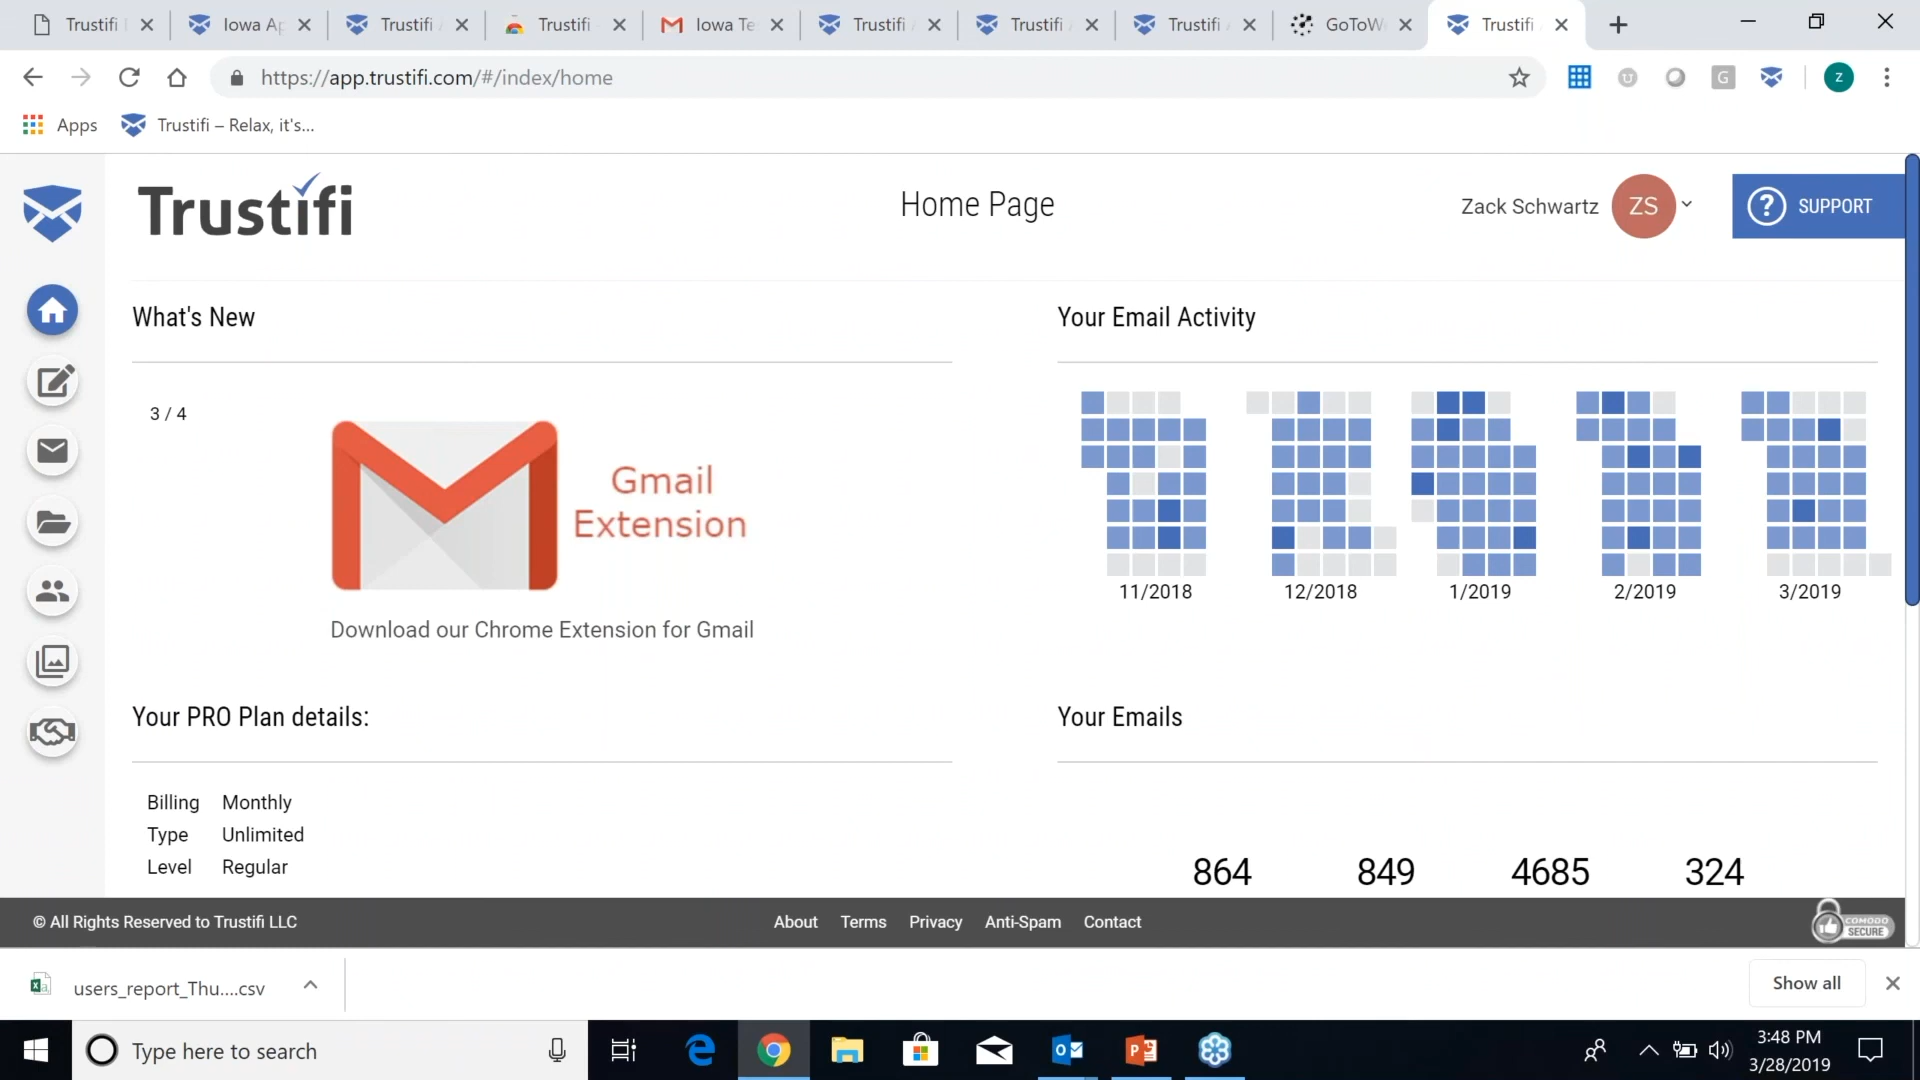 Trustifi
Iowa Ap
Trustifi
Trustifi
Iowa Te
Trustifi
Trustifi
Trustifi
GoToW
Trustifi
https://app.trustifi.com/#/index/home
G
z
Apps
Trustifi – Relax, it's...
Trustifi
Home Page
Zack Schwartz
ZS
? SUPPORT
What's New
Your Email Activity
3 / 4
Gmail
Extension
11/2018
12/2018
1/2019
2/2019
3/2019
Download our Chrome Extension for Gmail
Your PRO Plan details:
Your Emails
Billing Monthly
Type Unlimited
Level Regular
864
849
4685
324
© All Rights Reserved to Trustifi LLC
About
Terms
Privacy
Anti-Spam
Contact
COMODO
SECURE
users_report_Thu....csv
Show all
Type here to search
3:48 PM
3/28/2019